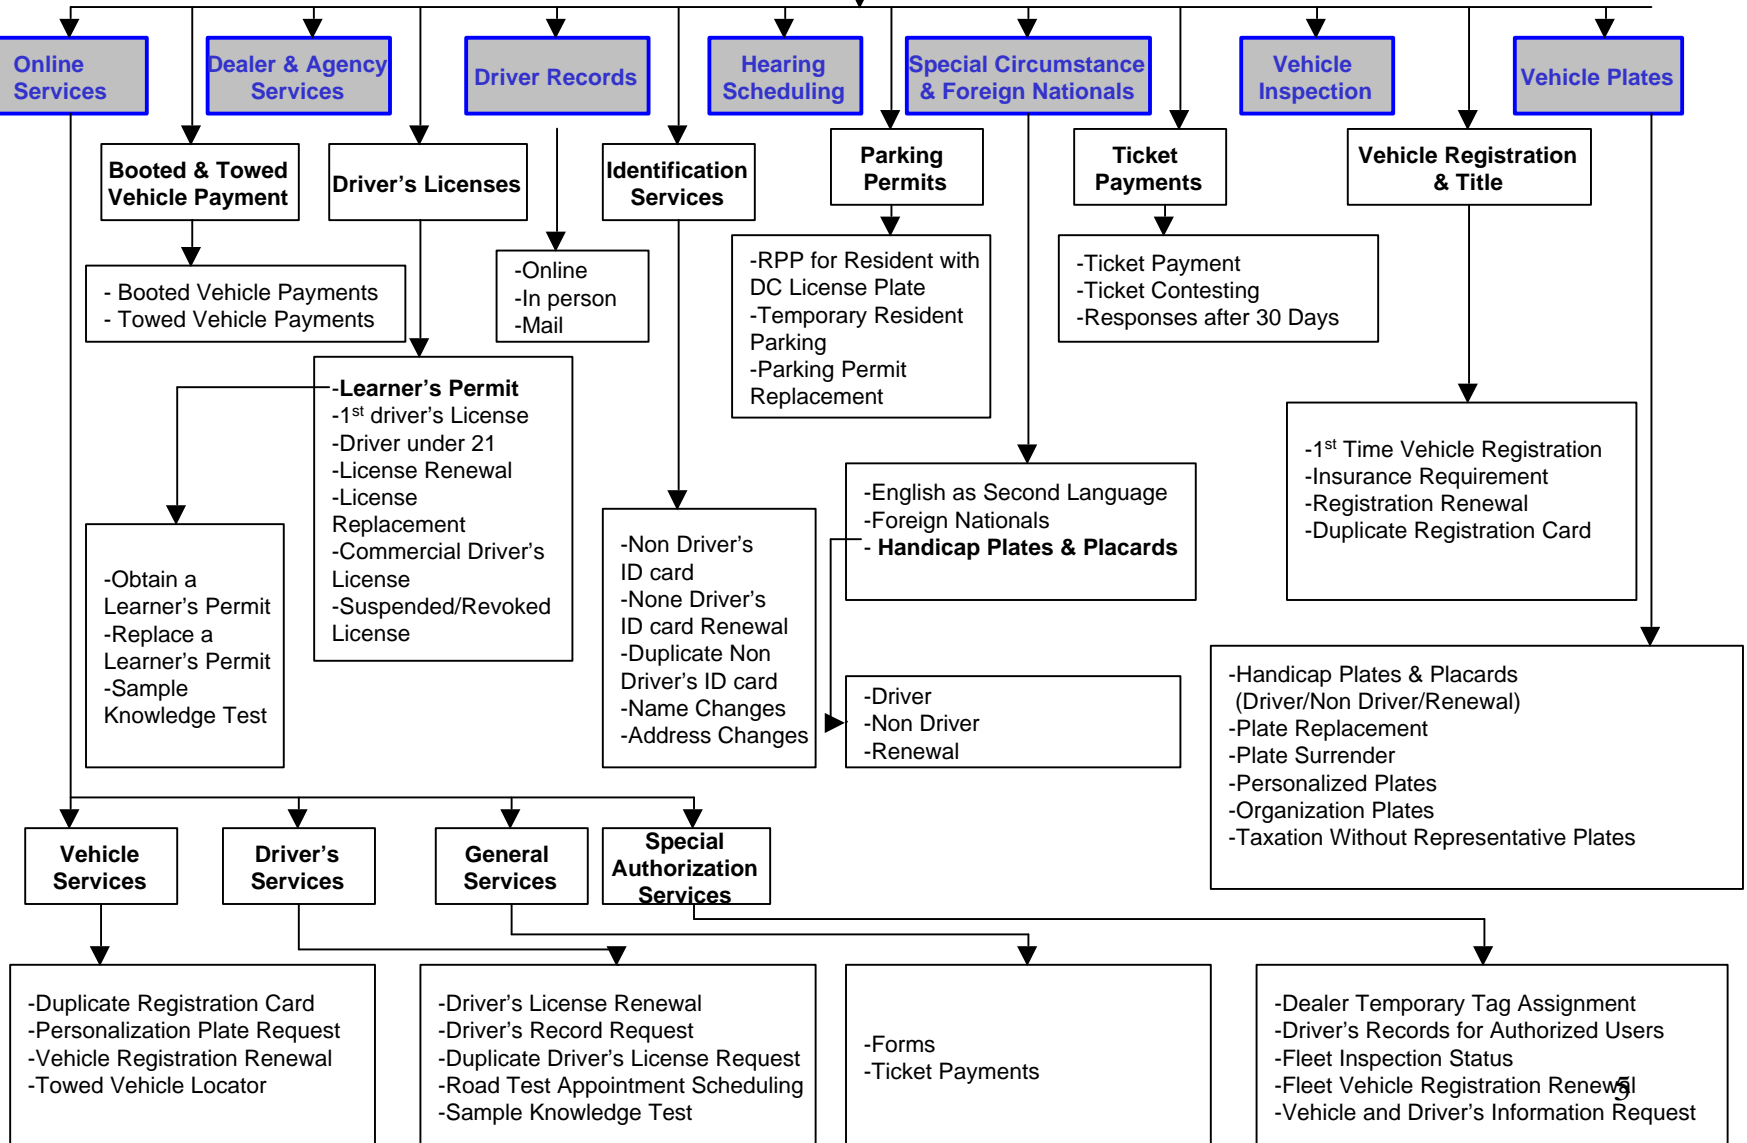 Online
Services
Dealer & Agency
Services
Driver Records
Hearing
Scheduling
Special Circumstance
& Foreign Nationals
Vehicle
Inspection
Vehicle Plates
Booted & Towed
Vehicle Payment
Driver's Licenses
Identification
Services
Parking
Permits
Ticket
Payments
Vehicle Registration
& Title
- Booted Vehicle Payments
- Towed Vehicle Payments
-Online
-In person
-Mail
-RPP for Resident with
DC License Plate
-Temporary Resident
Parking
-Parking Permit
Replacement
-Ticket Payment
-Ticket Contesting
-Responses after 30 Days
-Learner's Permit
-1st driver's License
-Driver under 21
-License Renewal
-License
Replacement
-Commercial Driver's
License
-Suspended/Revoked
License
-1st Time Vehicle Registration
-Insurance Requirement
-Registration Renewal
-Duplicate Registration Card
-English as Second Language
-Foreign Nationals
- Handicap Plates & Placards
-Obtain a
Learner's Permit
-Replace a
Learner's Permit
-Sample
Knowledge Test
-Non Driver's
ID card
-None Driver's
ID card Renewal
-Duplicate Non
Driver's ID card
-Name Changes
-Address Changes
-Driver
-Non Driver
-Renewal
-Handicap Plates & Placards
(Driver/Non Driver/Renewal)
-Plate Replacement
-Plate Surrender
-Personalized Plates
-Organization Plates
-Taxation Without Representative Plates
Vehicle
Services
Driver's
Services
General
Services
Special
Authorization
Services
-Duplicate Registration Card
-Personalization Plate Request
-Vehicle Registration Renewal
-Towed Vehicle Locator
-Driver's License Renewal
-Driver's Record Request
-Duplicate Driver's License Request
-Road Test Appointment Scheduling
-Sample Knowledge Test
-Forms
-Ticket Payments
-Dealer Temporary Tag Assignment
-Driver's Records for Authorized Users
-Fleet Inspection Status
-Fleet Vehicle Registration Renewal
-Vehicle and Driver's Information Request
5